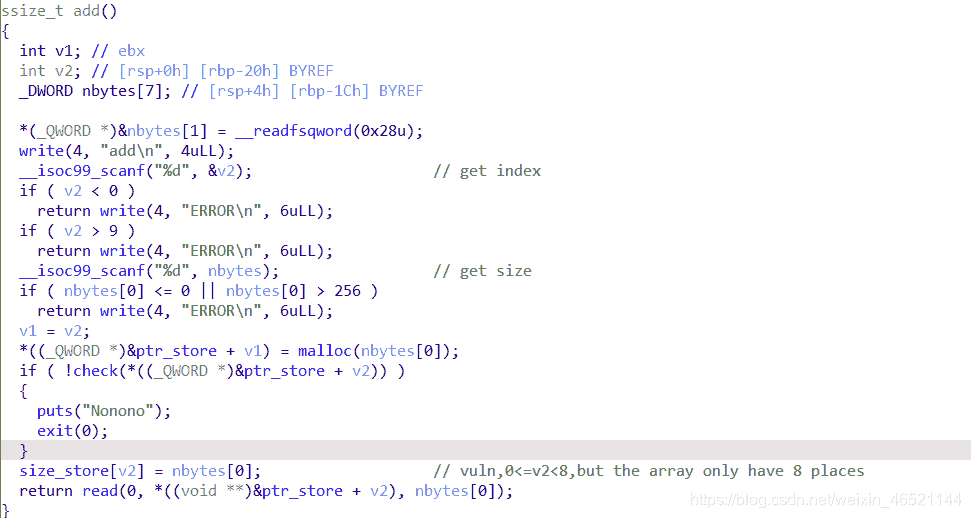 ssize_t add()
{
  int v1; // ebx
  int v2; // [rsp+0h] [rbp-20h] BYREF
  _DWORD nbytes[7]; // [rsp+4h] [rbp-1Ch] BYREF

  *(_QWORD *)&nbytes[1] = __readfsqword(0x28u);
  write(4, "add\n", 4uLL);
  __isoc99_scanf("%d", &v2);                    // get index
  if ( v2 < 0 )
    return write(4, "ERROR\n", 6uLL);
  if ( v2 > 9 )
    return write(4, "ERROR\n", 6uLL);
  __isoc99_scanf("%d", nbytes);                 // get size
  if ( nbytes[0] <= 0 || nbytes[0] > 256 )
    return write(4, "ERROR\n", 6uLL);
  v1 = v2;
  *((_QWORD *)&ptr_store + v1) = malloc(nbytes[0]);
  if ( !check(*((_QWORD *)&ptr_store + v2)) )
  {
    puts("Nonono");
    exit(0);
  }
  size_store[v2] = nbytes[0];                   // vuln,0<=v2<8,but the array only have 8 places
  return read(0, *((void **)&ptr_store + v2), nbytes[0]);
}
https://blog.csdn.net/weixin_46521144